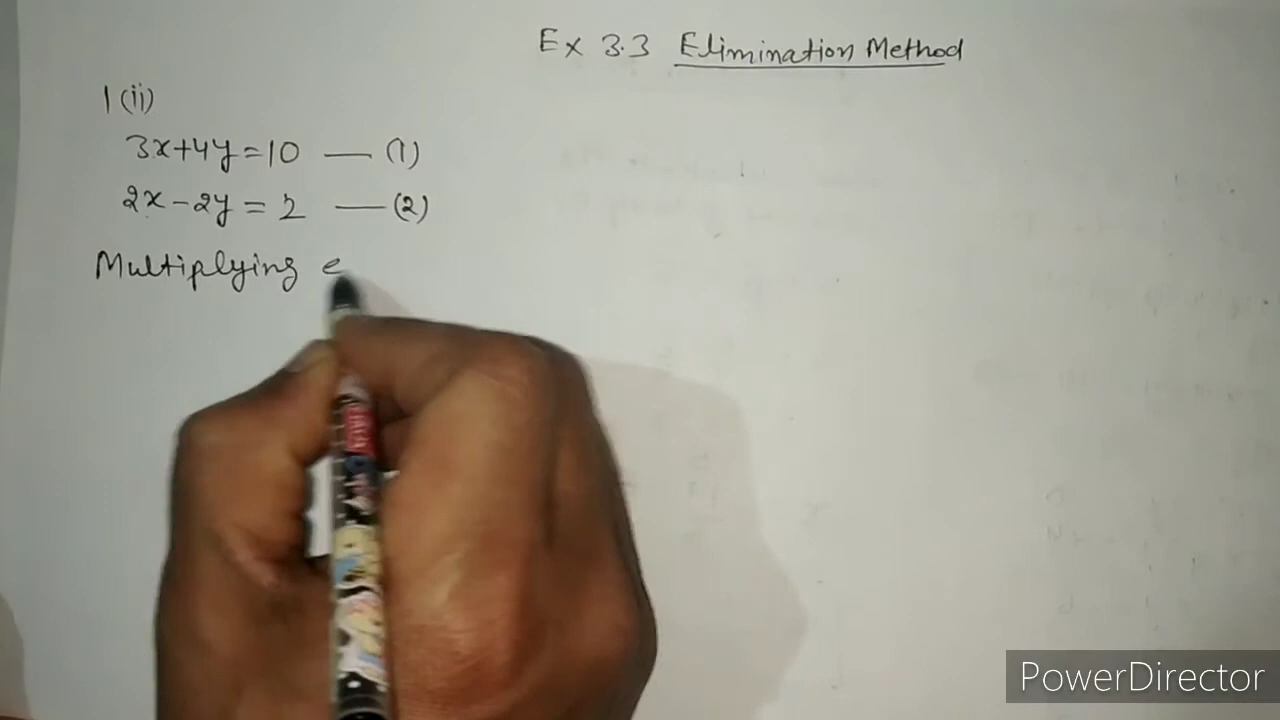 Ex 3.3 Elimination Method
1(ii)
3x+4y=10 — (1)
2x-2y=2 — (2)
Multiplying e
PowerDirector